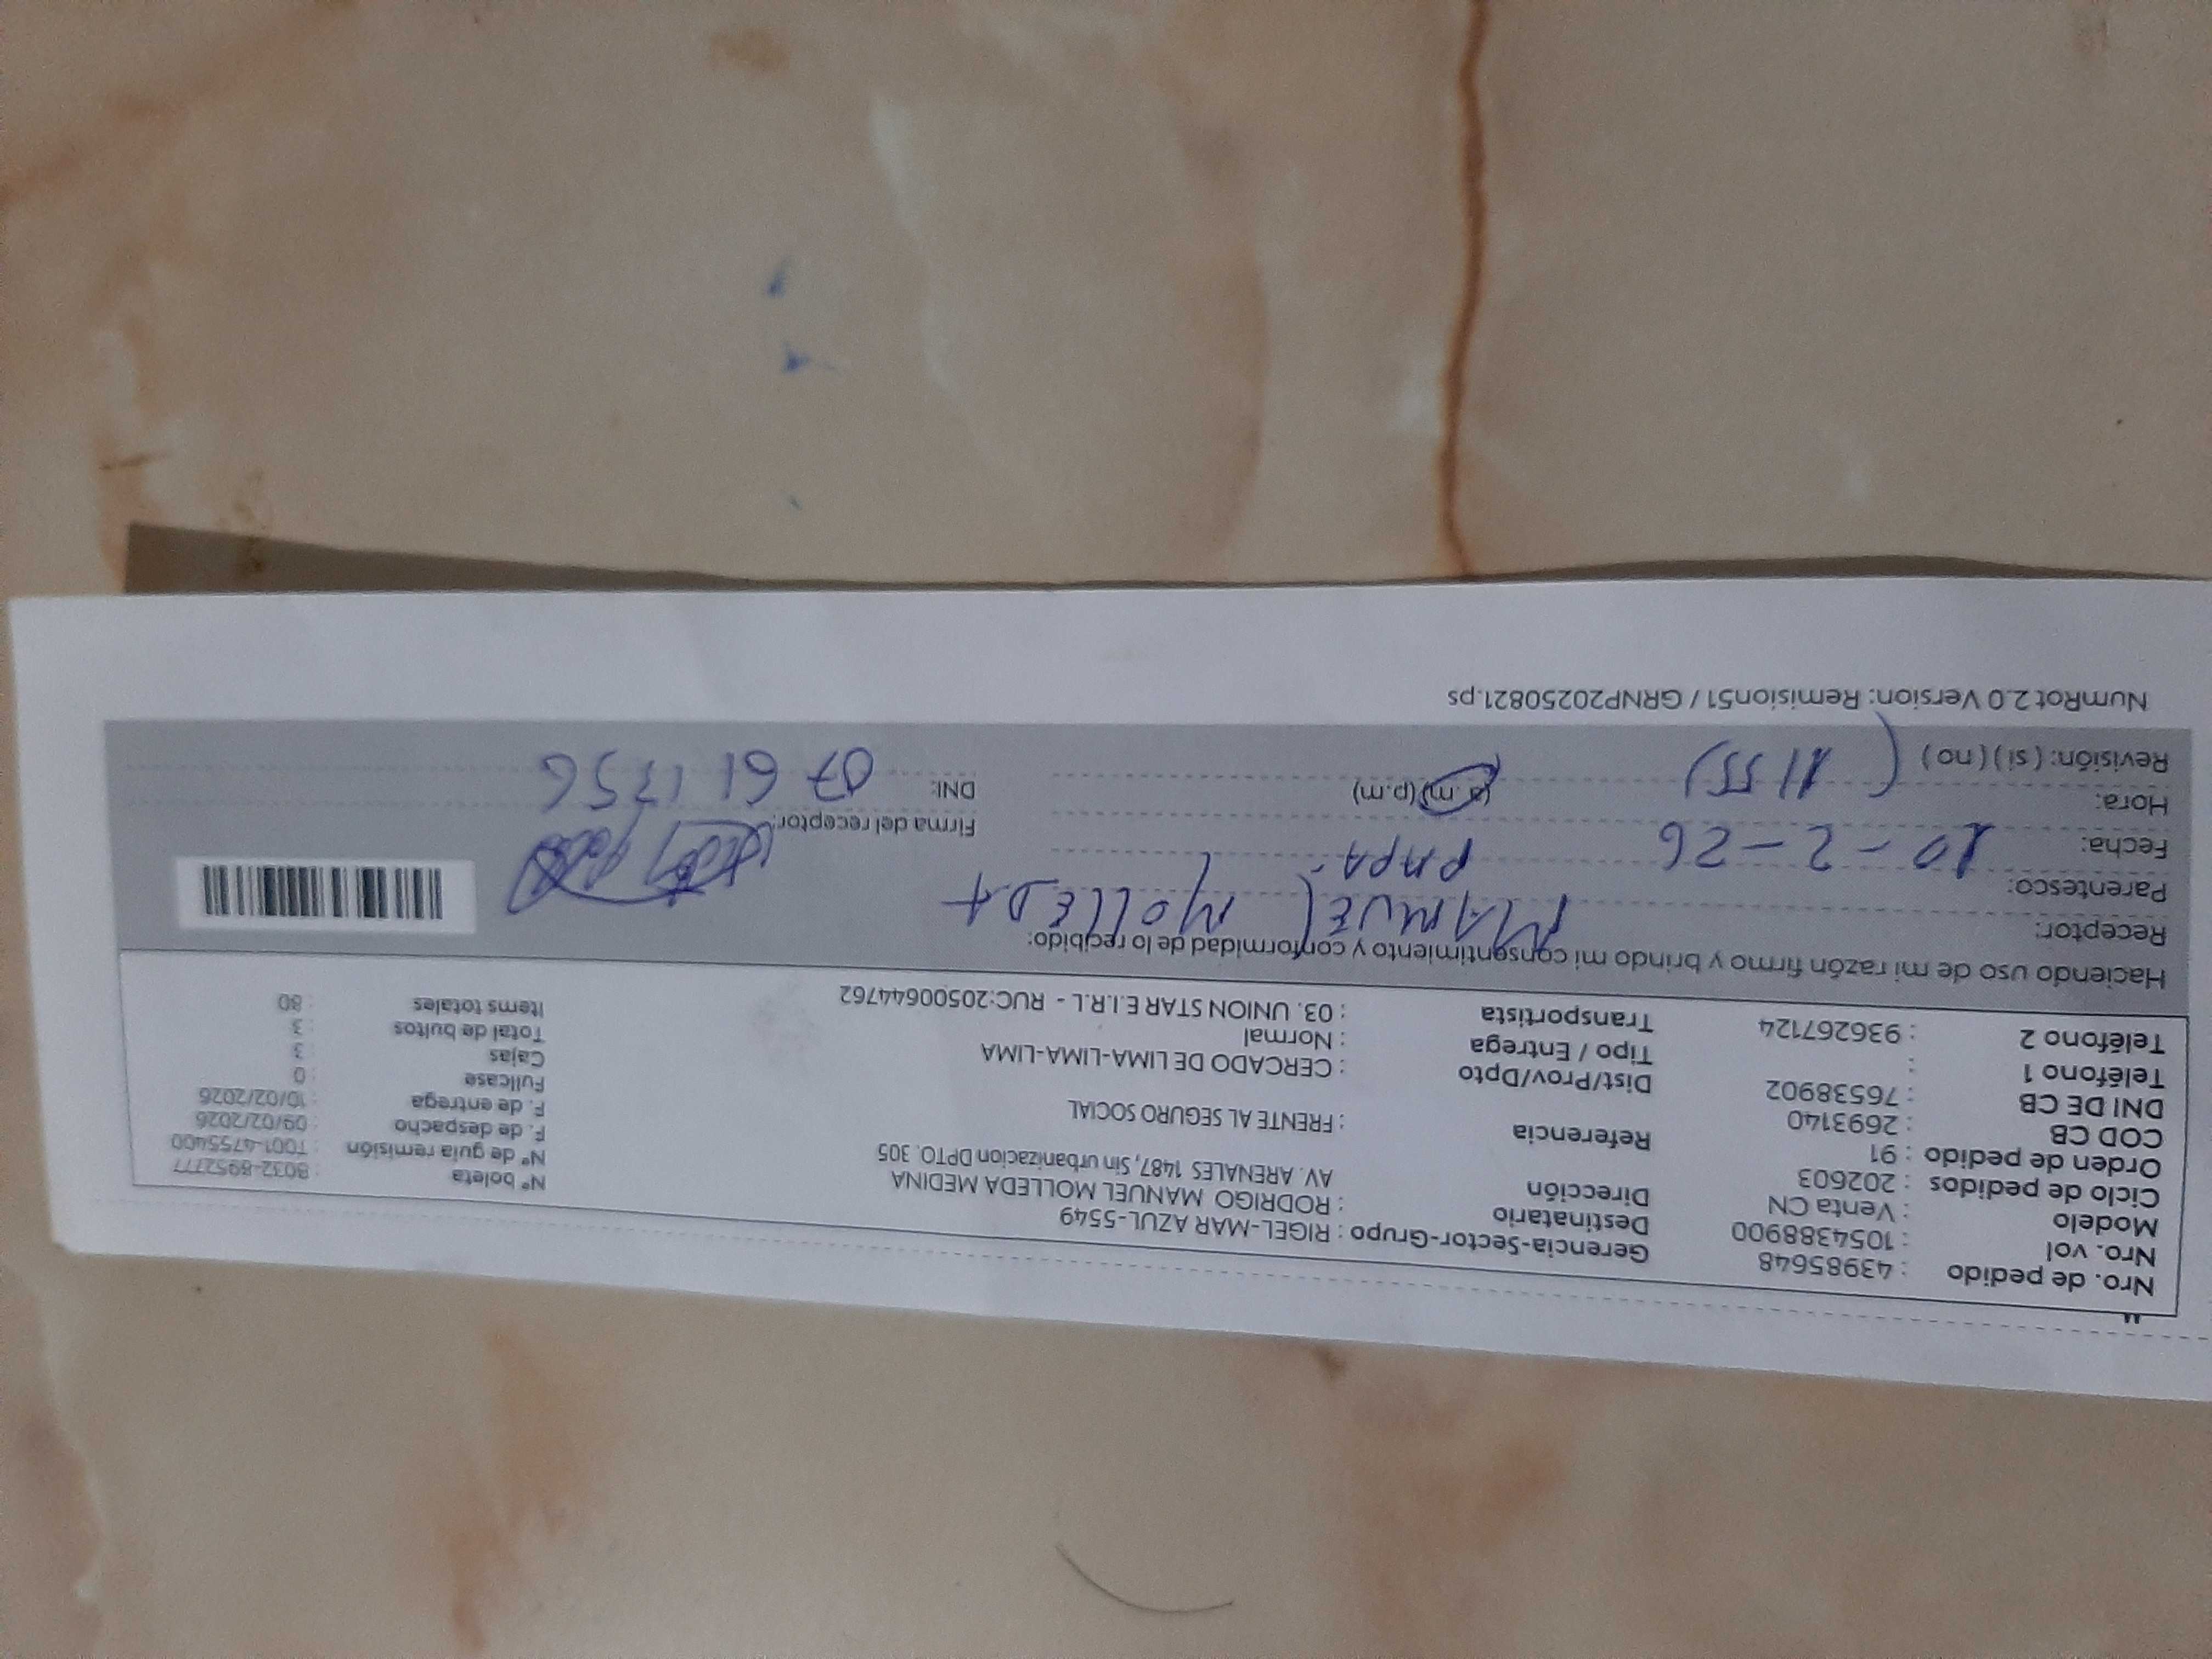 Nro. de pedido : 43985648 Gerencia-Sector-Grupo : RIGEL-MAR AZUL-5549 N° boleta : B032-8952777
Nro. vol : 1054388900 Destinatario : RODRIGO MANUEL MOLLEDA MEDINA N° de guía remisión : T001-4755400
Modelo : Venta CN Dirección AV. ARENALES 1487, Sin urbanizacion DPTO. 305 F. de despacho : 09/02/2026
Ciclo de pedidos : 202603 F. de entrega : 10/02/2026
Orden de pedido : 91 Referencia : FRENTE AL SEGURO SOCIAL Fullcase : 0
COD CB : 2693140 Cajas : 3
DNI DE CB : 76538902 Dist/Prov/Dpto : CERCADO DE LIMA-LIMA-LIMA Total de bultos : 3
Teléfono 1 : Tipo / Entrega : Normal Items totales : 80
Teléfono 2 : 936267124 Transportista : 03. UNION STAR E.I.R.L - RUC:20500644762
Haciendo uso de mi razón firmo y brindo mi consentimiento y conformidad de lo recibido:
Receptor: MANUEL MOLLEDA
Parentesco: PAPA
Fecha: 10-2-26 Firma del receptor:
Hora: (11 55) (a.m)(p.m) DNI: 07611756
Revisión: ( si ) ( no )
NumRot 2.0 Version: Remision51 / GRNP20250821.ps